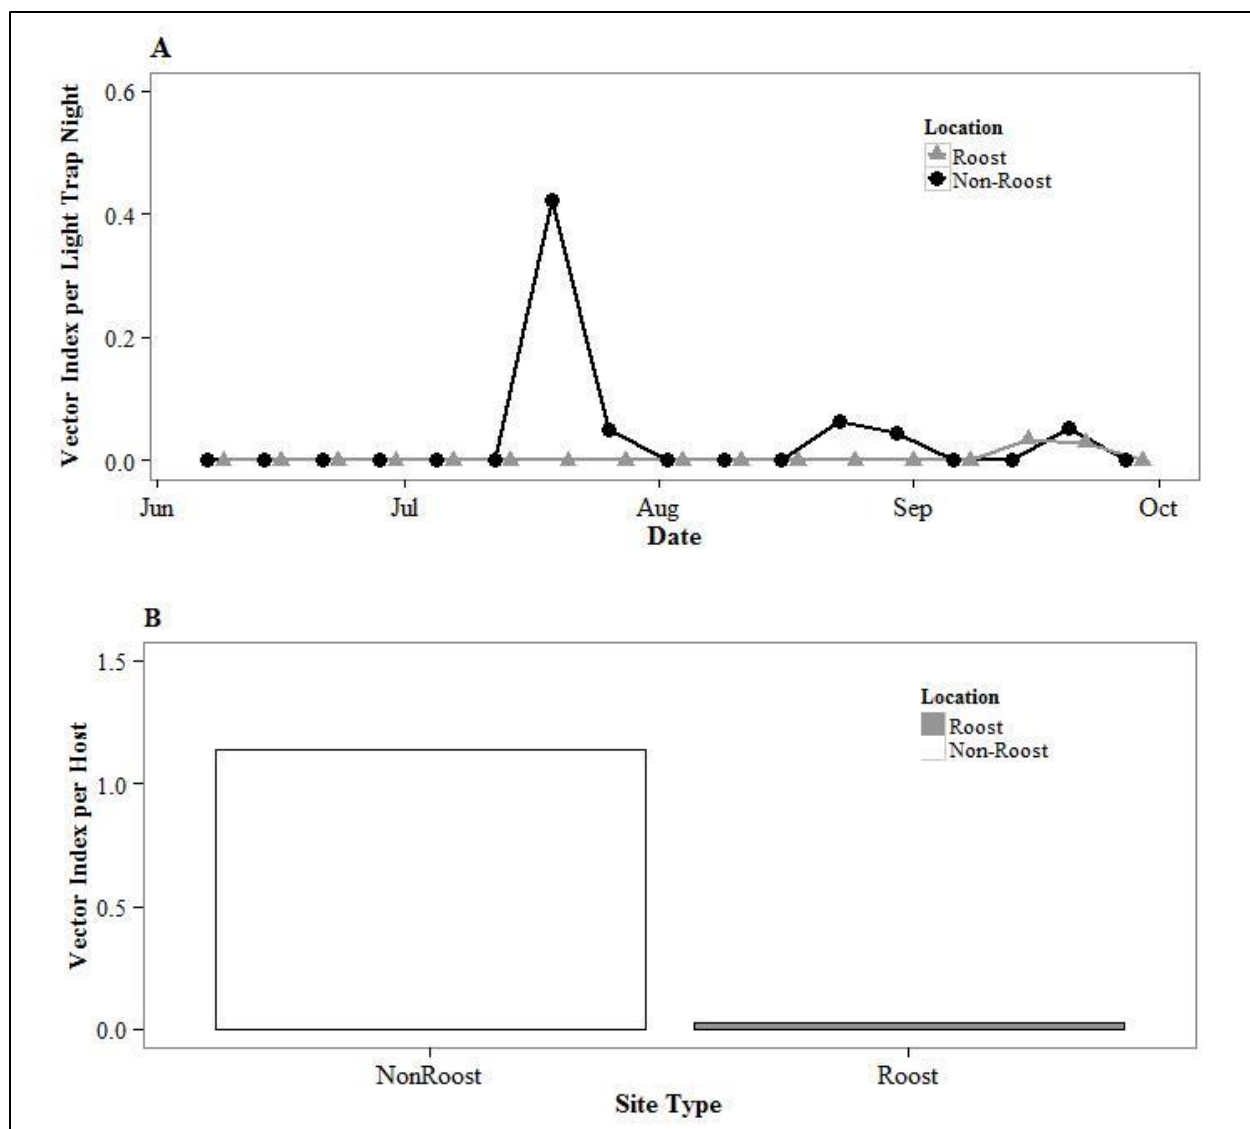 A
Vector Index per Light Trap Night
0.6
0.4
0.2
0.0
Location
Roost
Non-Roost
Jun Jul Aug Sep Oct
Date
B
Vector Index per Host
1.5
1.0
0.5
0.0
Location
Roost
Non-Roost
NonRoost Roost
Site Type